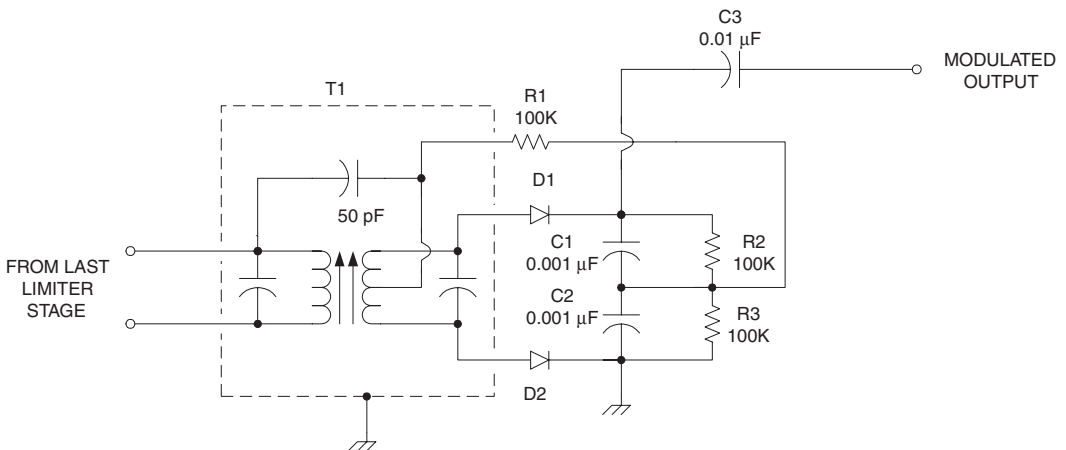 C3
0.01 µF
MODULATED
OUTPUT
T1
R1
100K
D1
50 pF
C1
0.001 µF
R2
100K
FROM LAST
LIMITER
STAGE
C2
0.001 µF
R3
100K
D2